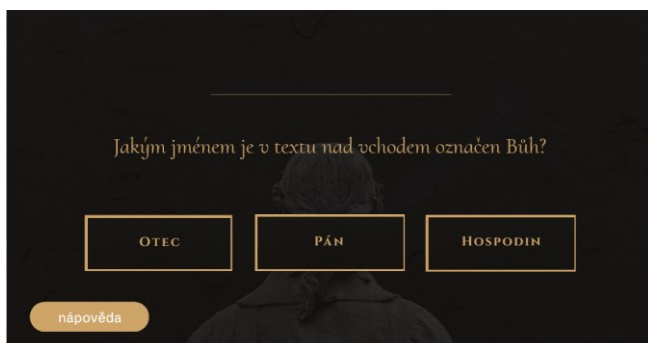 Jakým jménem je v textu nad vchodem označen Bůh?
Otec
Pán
Hospodin
nápověda